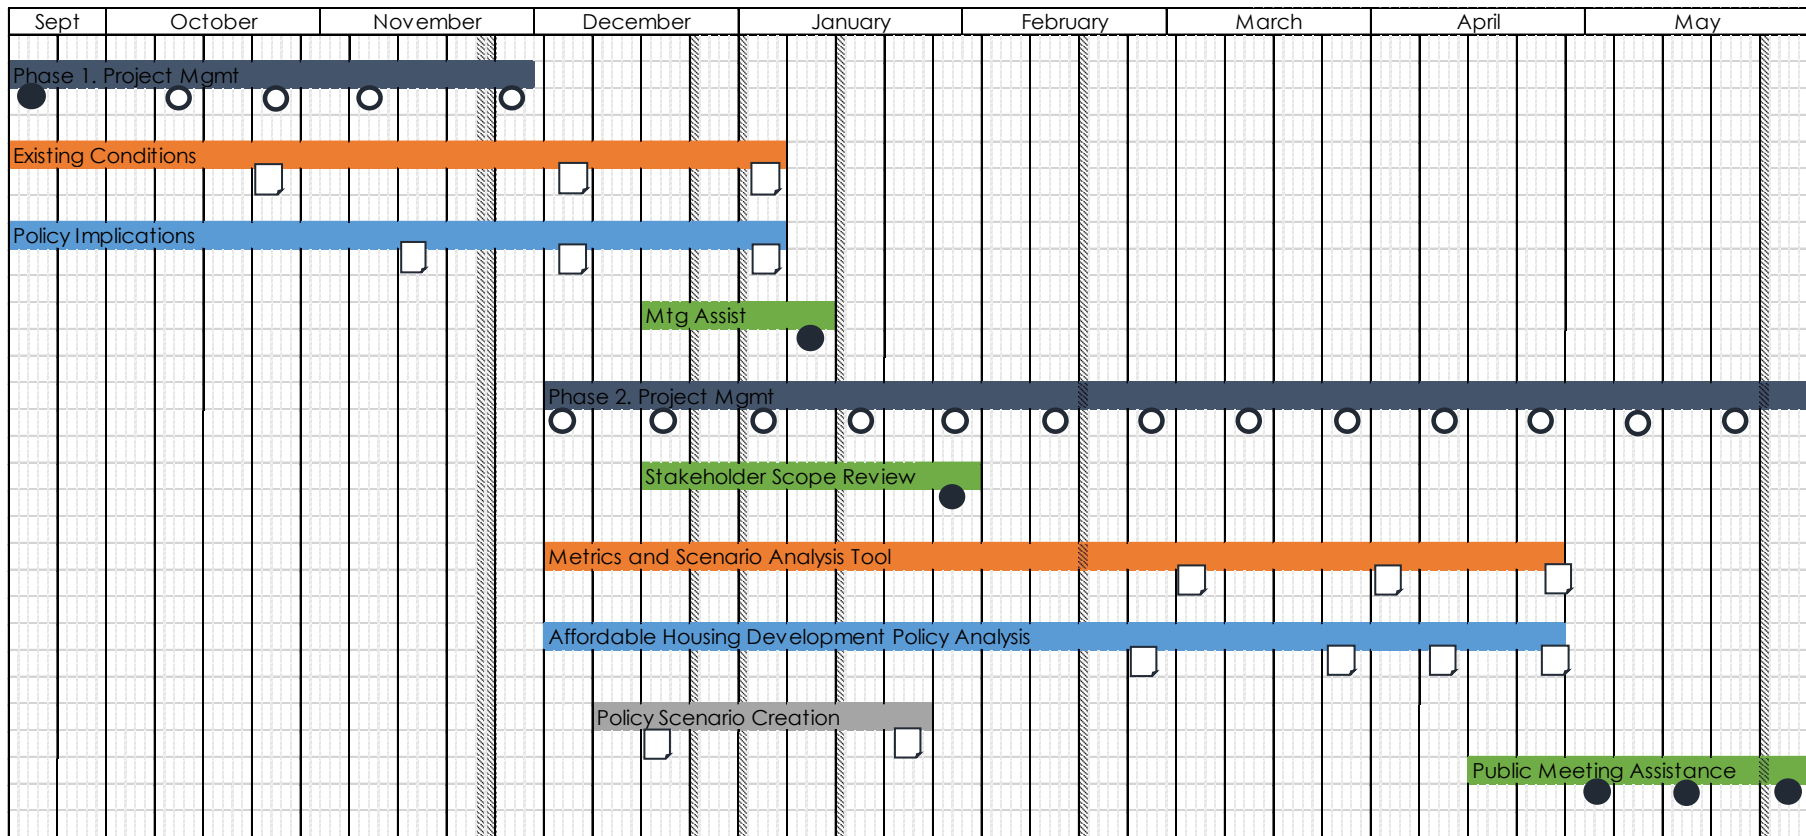 Sept October November December January February March April May
Phase 1. Project Mgmt
Existing Conditions
Policy Implications
Mtg Assist
Phase 2. Project Mgmt
Stakeholder Scope Review
Metrics and Scenario Analysis Tool
Affordable Housing Development Policy Analysis
Policy Scenario Creation
Public Meeting Assistance